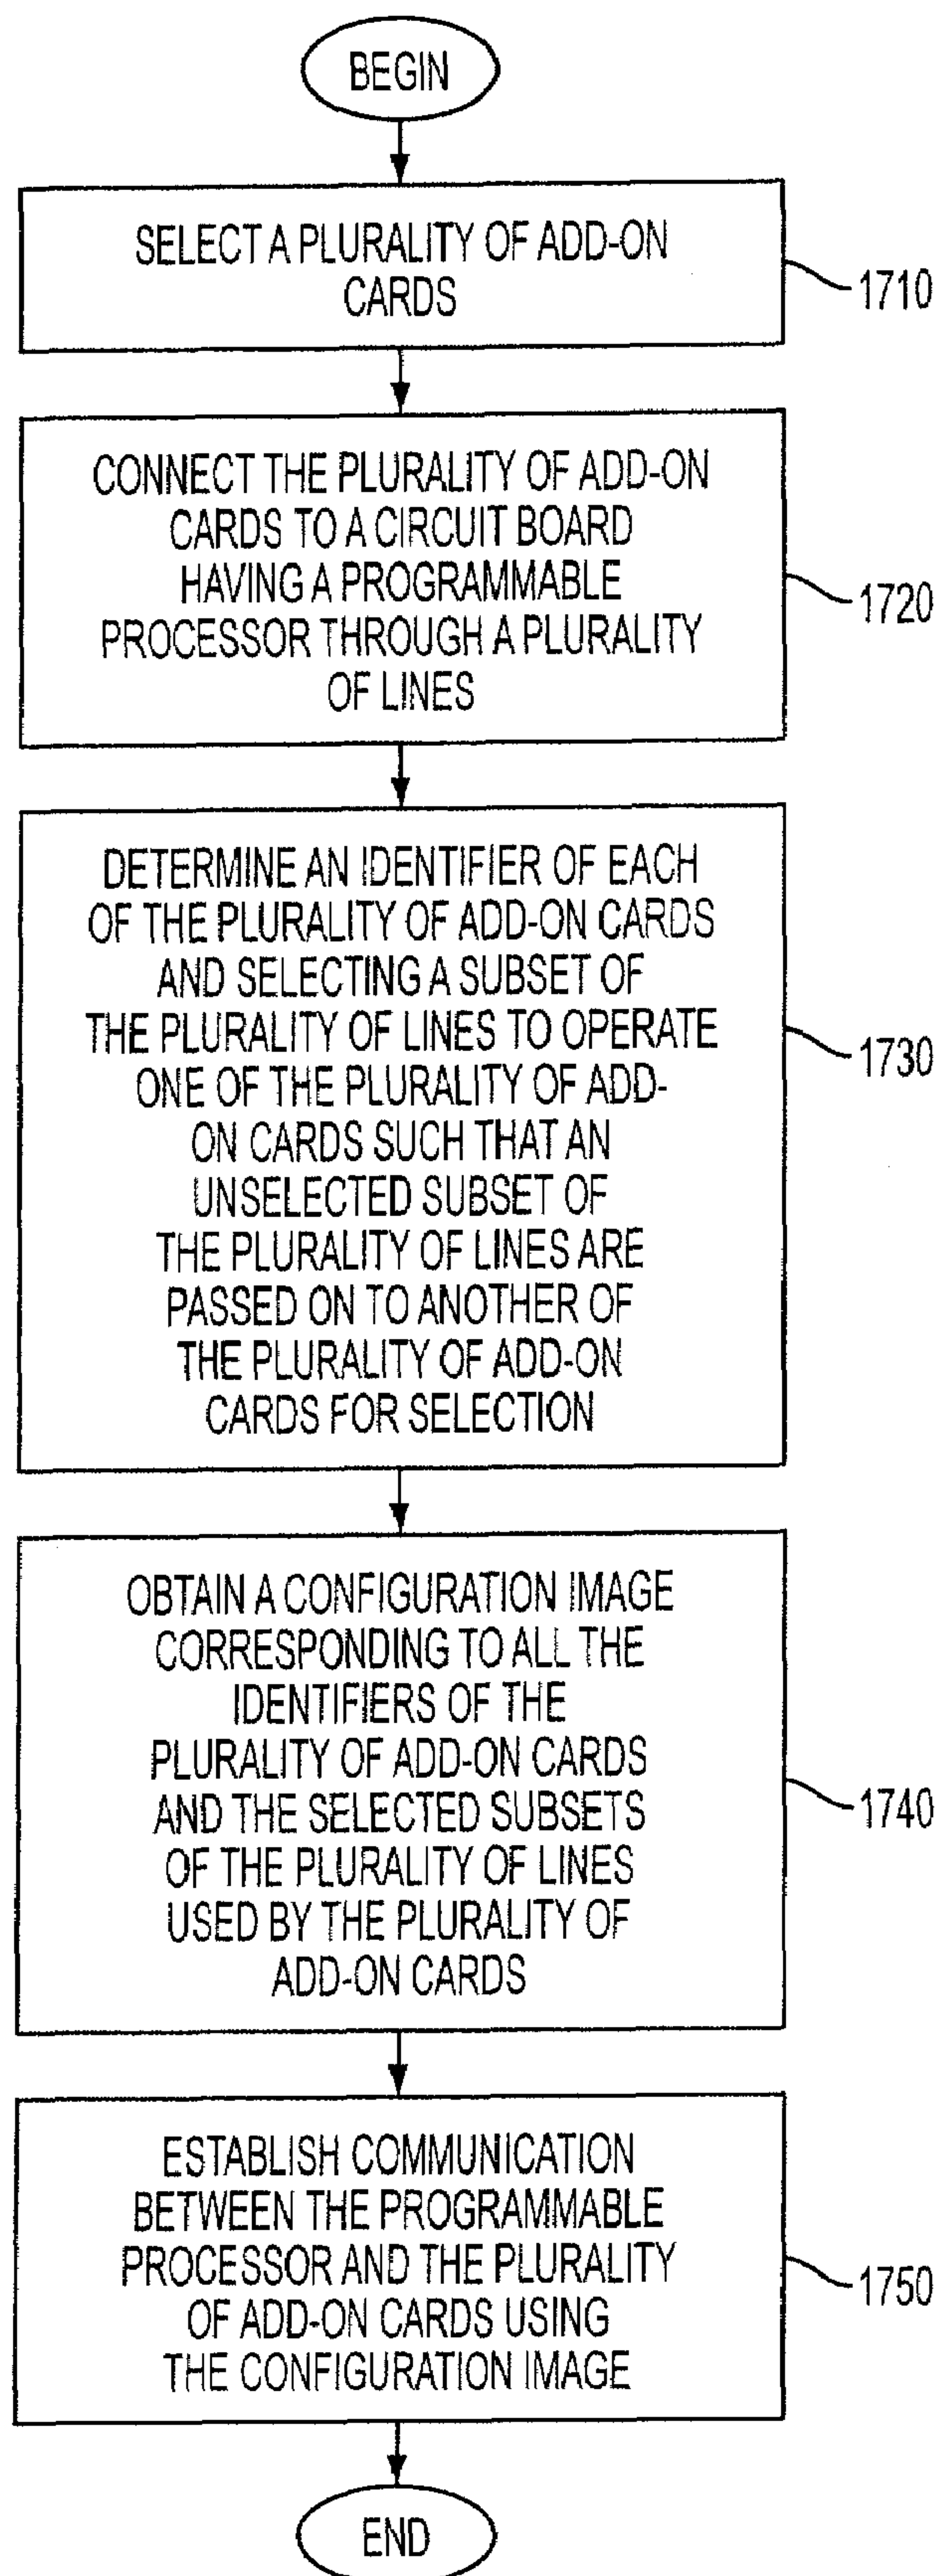 BEGIN
SELECT A PLURALITY OF ADD-ON
CARDS
1710
CONNECT THE PLURALITY OF ADD-ON
CARDS TO A CIRCUIT BOARD
HAVING A PROGRAMMABLE
PROCESSOR THROUGH A PLURALITY
OF LINES
1720
DETERMINE AN IDENTIFIER OF EACH
OF THE PLURALITY OF ADD-ON CARDS
AND SELECTING A SUBSET OF
THE PLURALITY OF LINES TO OPERATE
ONE OF THE PLURALITY OF ADD-
ON CARDS SUCH THAT AN
UNSELECTED SUBSET OF
THE PLURALITY OF LINES ARE
PASSED ON TO ANOTHER OF
THE PLURALITY OF ADD-ON
CARDS FOR SELECTION
1730
OBTAIN A CONFIGURATION IMAGE
CORRESPONDING TO ALL THE
IDENTIFIERS OF THE
PLURALITY OF ADD-ON CARDS
AND THE SELECTED SUBSETS
OF THE PLURALITY OF LINES
USED BY THE PLURALITY OF
ADD-ON CARDS
1740
ESTABLISH COMMUNICATION
BETWEEN THE PROGRAMMABLE
PROCESSOR AND THE PLURALITY
OF ADD-ON CARDS USING
THE CONFIGURATION IMAGE
1750
END